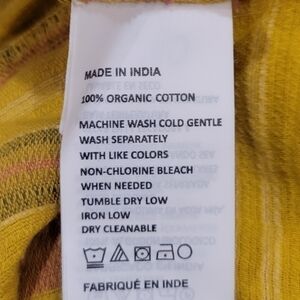 MADE IN INDIA
100% ORGANIC COTTON
MACHINE WASH COLD GENTLE
WASH SEPARATELY
WITH LIKE COLORS
NON-CHLORINE BLEACH
WHEN NEEDED
TUMBLE DRY LOW
IRON LOW
DRY CLEANABLE
FABRIQUÉ EN INDE